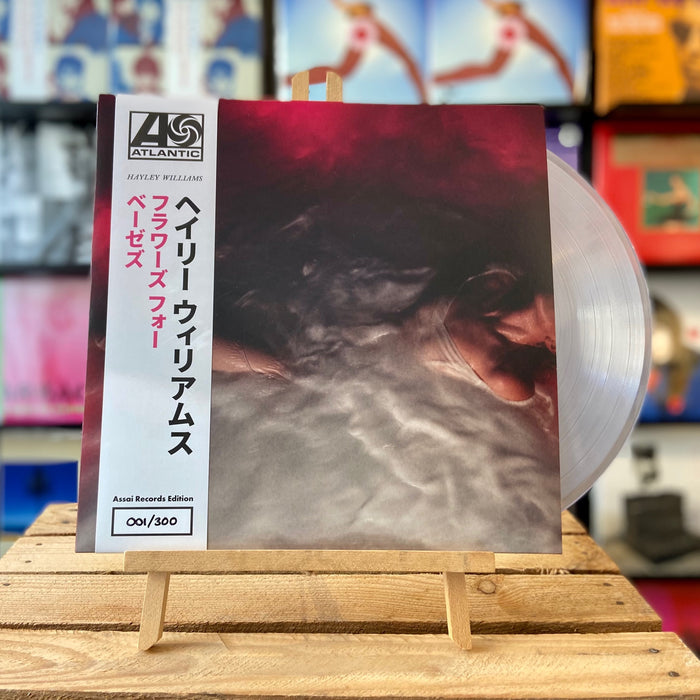 ATLANTIC
HAYLEY WILLIAMS
ヘイリー ウィリアムス
フラワーズ フォー
ベーゼズ
Assai Records Edition
001/300